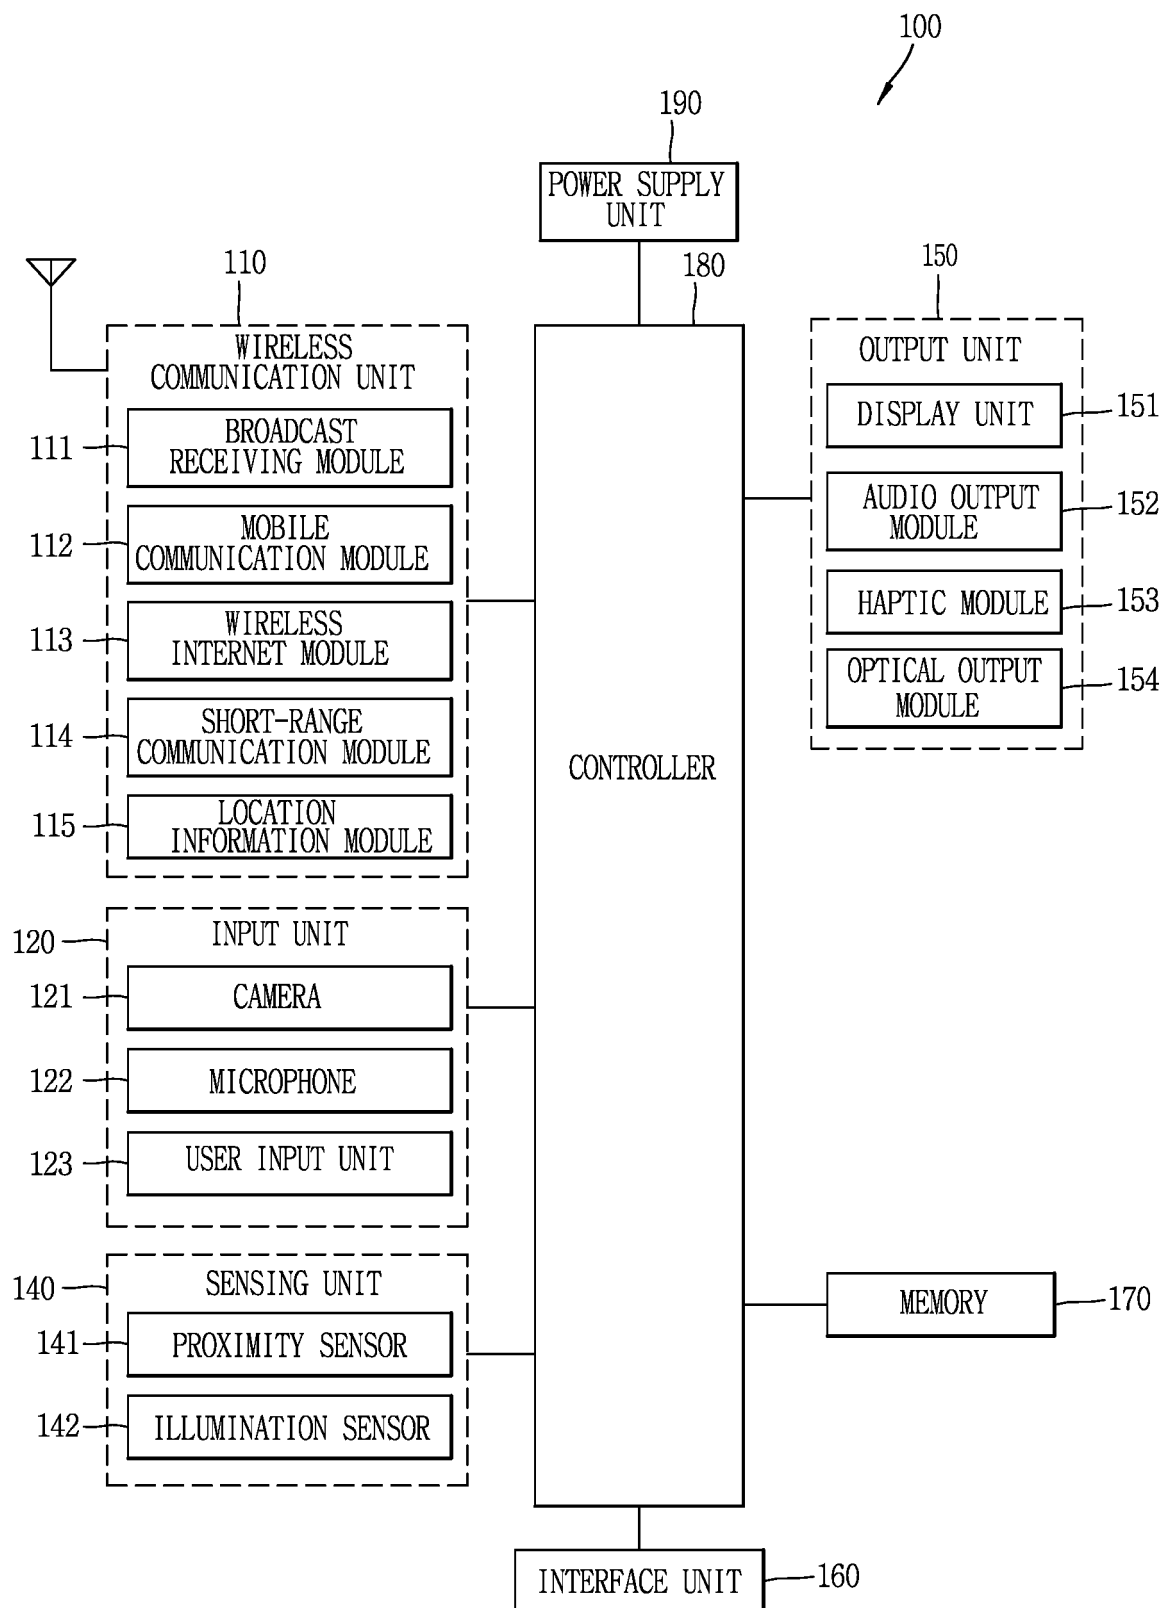 100
190
POWER SUPPLY
UNIT
110
180
150
WIRELESS
COMMUNICATION UNIT
111
BROADCAST
RECEIVING MODULE
112
MOBILE
COMMUNICATION MODULE
113
WIRELESS
INTERNET MODULE
114
SHORT-RANGE
COMMUNICATION MODULE
115
LOCATION
INFORMATION MODULE
120
INPUT UNIT
121
CAMERA
122
MICROPHONE
123
USER INPUT UNIT
140
SENSING UNIT
141
PROXIMITY SENSOR
142
ILLUMINATION SENSOR
CONTROLLER
OUTPUT UNIT
DISPLAY UNIT
151
AUDIO OUTPUT
MODULE
152
HAPTIC MODULE
153
OPTICAL OUTPUT
MODULE
154
MEMORY
170
INTERFACE UNIT
160